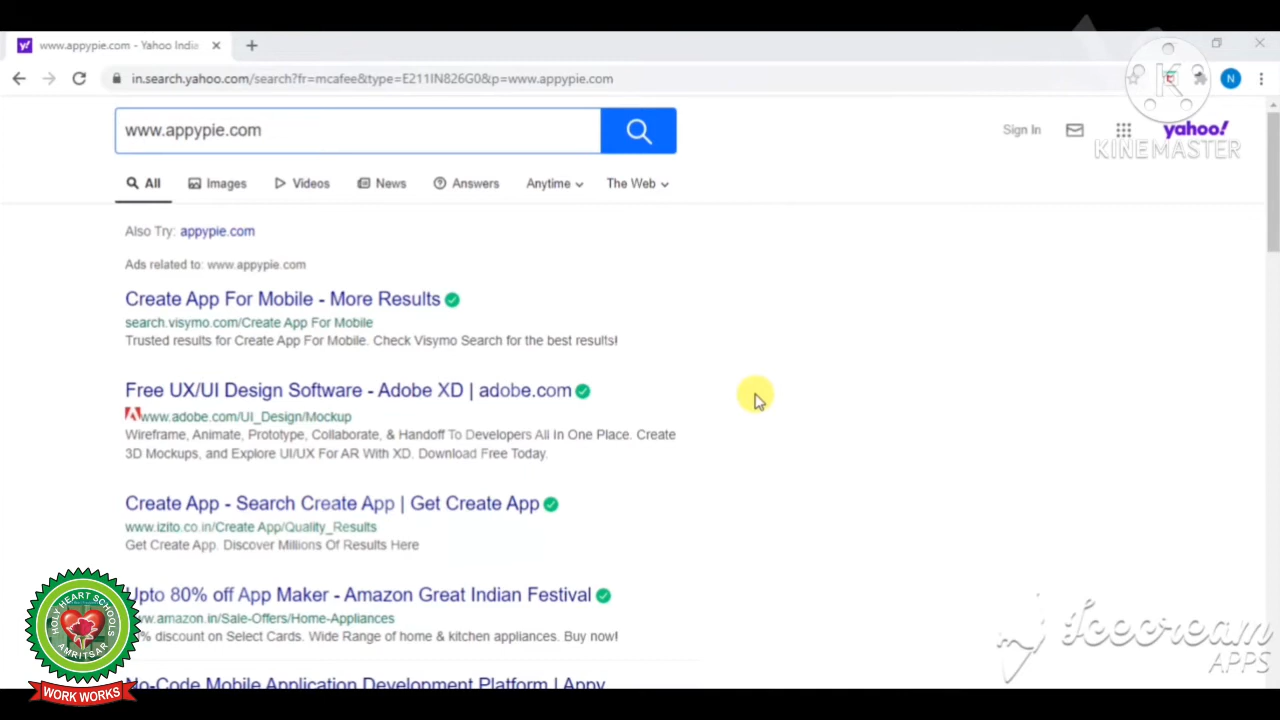 www.appypie.com - Yahoo India
in.search.yahoo.com/search?fr=mcafee&type=E211IN826G0&p=www.appypie.com
N
K
KINEMASTER
www.appypie.com
Sign In
yahoo!
All
Images
Videos
News
Answers
Anytime
The Web
Also Try: appypie.com
Ads related to: www.appypie.com
Create App For Mobile - More Results
search.visymo.com/Create App For Mobile
Trusted results for Create App For Mobile. Check Visymo Search for the best results!
Free UX/UI Design Software - Adobe XD | adobe.com
www.adobe.com/UI_Design/Mockup
Wireframe, Animate, Prototype, Collaborate, & Handoff To Developers All In One Place. Create
3D Mockups, and Explore UI/UX For AR With XD. Download Free Today.
Create App - Search Create App | Get Create App
www.izito.co.in/Create App/Quality_Results
Get Create App. Discover Millions Of Results Here
Upto 80% off App Maker - Amazon Great Indian Festival
www.amazon.in/Sale-Offers/Home-Appliances
% discount on Select Cards. Wide Range of home & kitchen appliances. Buy now!
No-Code Mobile Application Development Platform | Appy
HOLY HEART SCHOOLS
AMRITSAR
WORK WORKS
Icecream
APPS